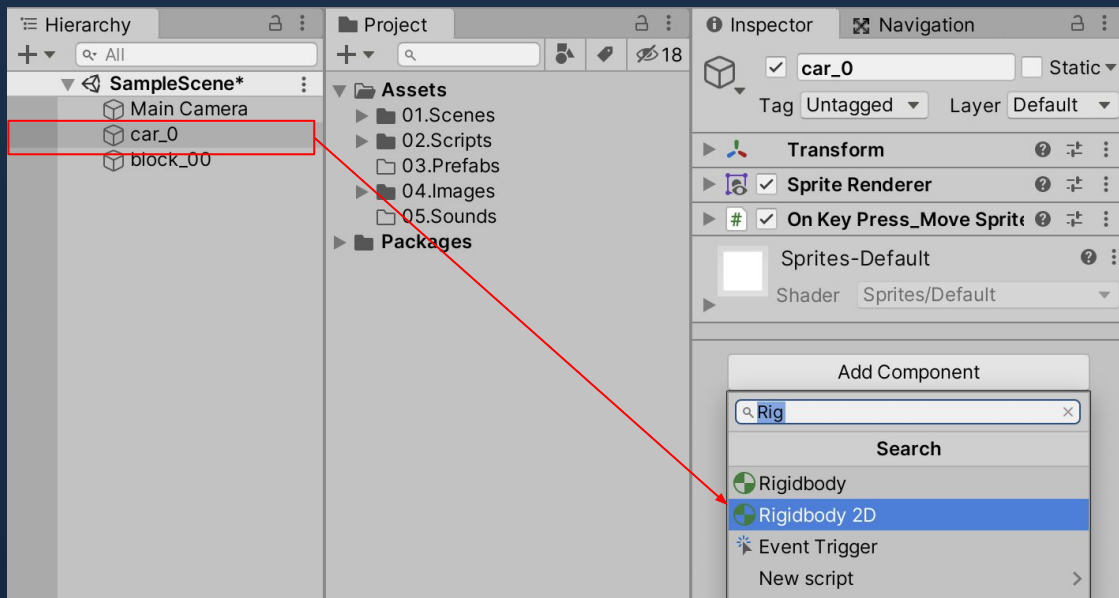 Hierarchy
All
SampleScene*
Main Camera
car_0
block_00
Project
18
Assets
01.Scenes
02.Scripts
03.Prefabs
04.Images
05.Sounds
Packages
Inspector
Navigation
car_0
Static
Tag Untagged Layer Default
Transform
Sprite Renderer
# On Key Press_Move Sprite
Sprites-Default
Shader Sprites/Default
Add Component
Rig
Search
Rigidbody
Rigidbody 2D
Event Trigger
New script